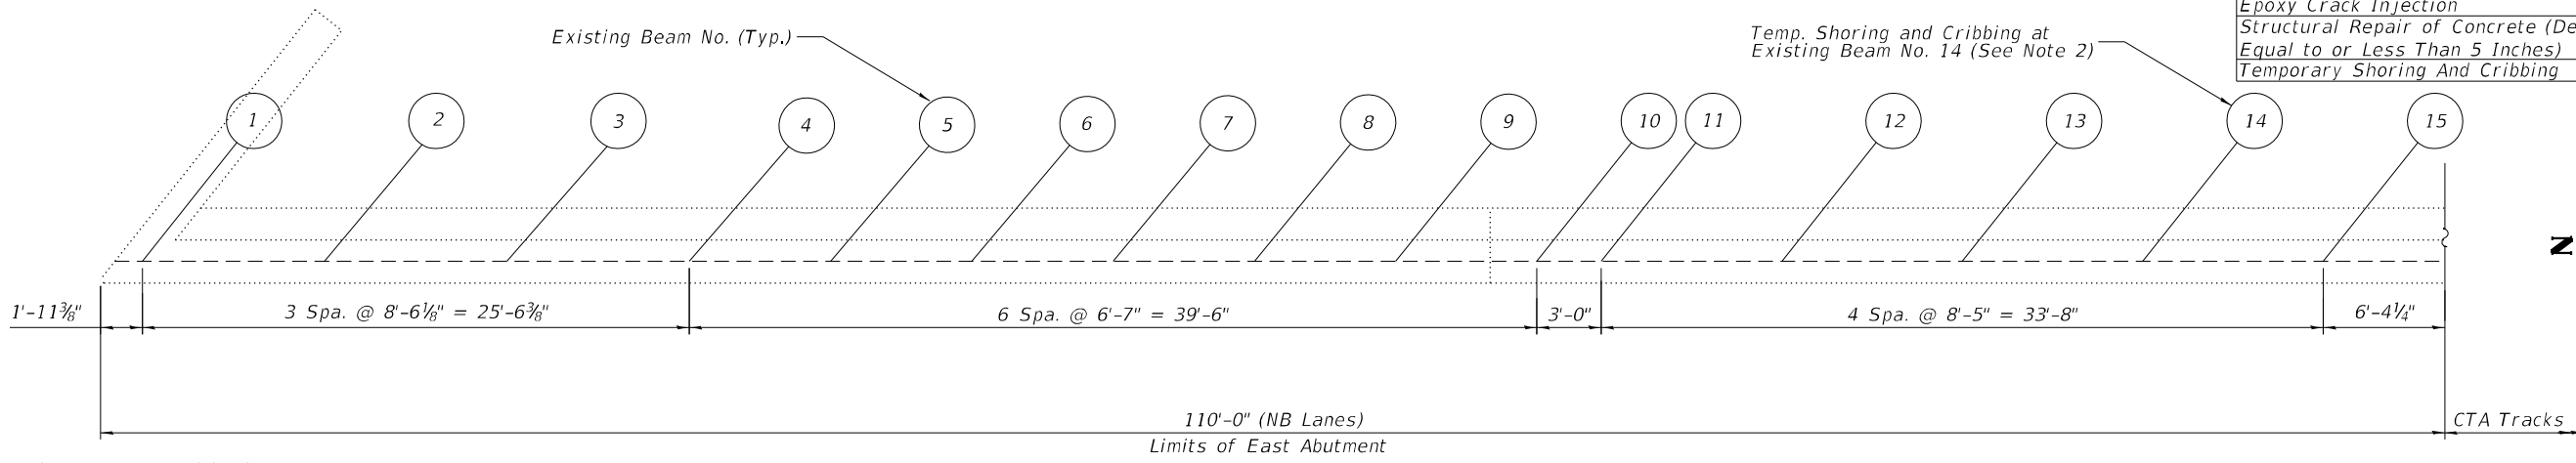 Epoxy Crack Injection
Structural Repair of Concrete (De
Equal to or Less Than 5 Inches)
Temporary Shoring And Cribbing
Existing Beam No. (Typ.)
Temp. Shoring and Cribbing at
Existing Beam No. 14 (See Note 2)
1 2 3 4 5 6 7 8 9 10 11 12 13 14 15
N
1'-11⅜" 3 Spa. @ 8'-6⅛" = 25'-6⅜" 6 Spa. @ 6'-7" = 39'-6" 3'-0" 4 Spa. @ 8'-5" = 33'-8" 6'-4¼"
110'-0" (NB Lanes) CTA Tracks
Limits of East Abutment